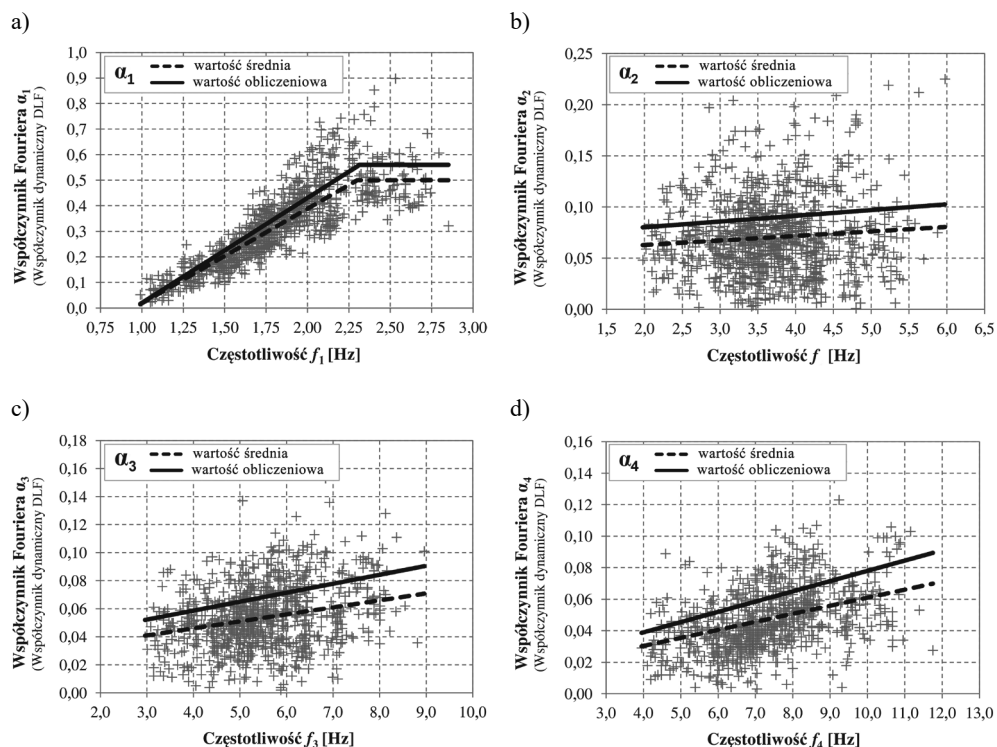 a)
Współczynnik Fouriera α1
(Współczynnik dynamiczny DLF)
1,0
0,9
0,8
0,7
0,6
0,5
0,4
0,3
0,2
0,1
0,0
α1
wartość średnia
wartość obliczeniowa
0,75 1,00 1,25 1,50 1,75 2,00 2,25 2,50 2,75 3,00
Częstotliwość f1 [Hz]
b)
Współczynnik Fouriera α2
(Współczynnik dynamiczny DLF)
0,25
0,20
0,15
0,10
0,05
0,00
α2
wartość średnia
wartość obliczeniowa
1,5 2,0 2,5 3,0 3,5 4,0 4,5 5,0 5,5 6,0 6,5
Częstotliwość f [Hz]
c)
Współczynnik Fouriera α3
(Współczynnik dynamiczny DLF)
0,18
0,16
0,14
0,12
0,10
0,08
0,06
0,04
0,02
0,00
α3
wartość średnia
wartość obliczeniowa
2,0 3,0 4,0 5,0 6,0 7,0 8,0 9,0 10,0
Częstotliwość f3 [Hz]
d)
Współczynnik Fouriera α4
(Współczynnik dynamiczny DLF)
0,16
0,14
0,12
0,10
0,08
0,06
0,04
0,02
0,00
α4
wartość średnia
wartość obliczeniowa
3,0 4,0 5,0 6,0 7,0 8,0 9,0 10,0 11,0 12,0 13,0
Częstotliwość f4 [Hz]